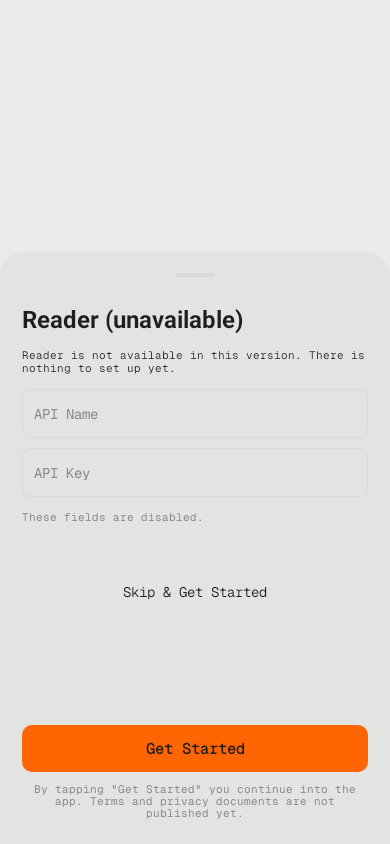 Reader (unavailable)
Reader is not available in this version. There is
nothing to set up yet.
API Name
API Key
These fields are disabled.
Skip & Get Started
Get Started
By tapping "Get Started" you continue into the
app. Terms and privacy documents are not
published yet.